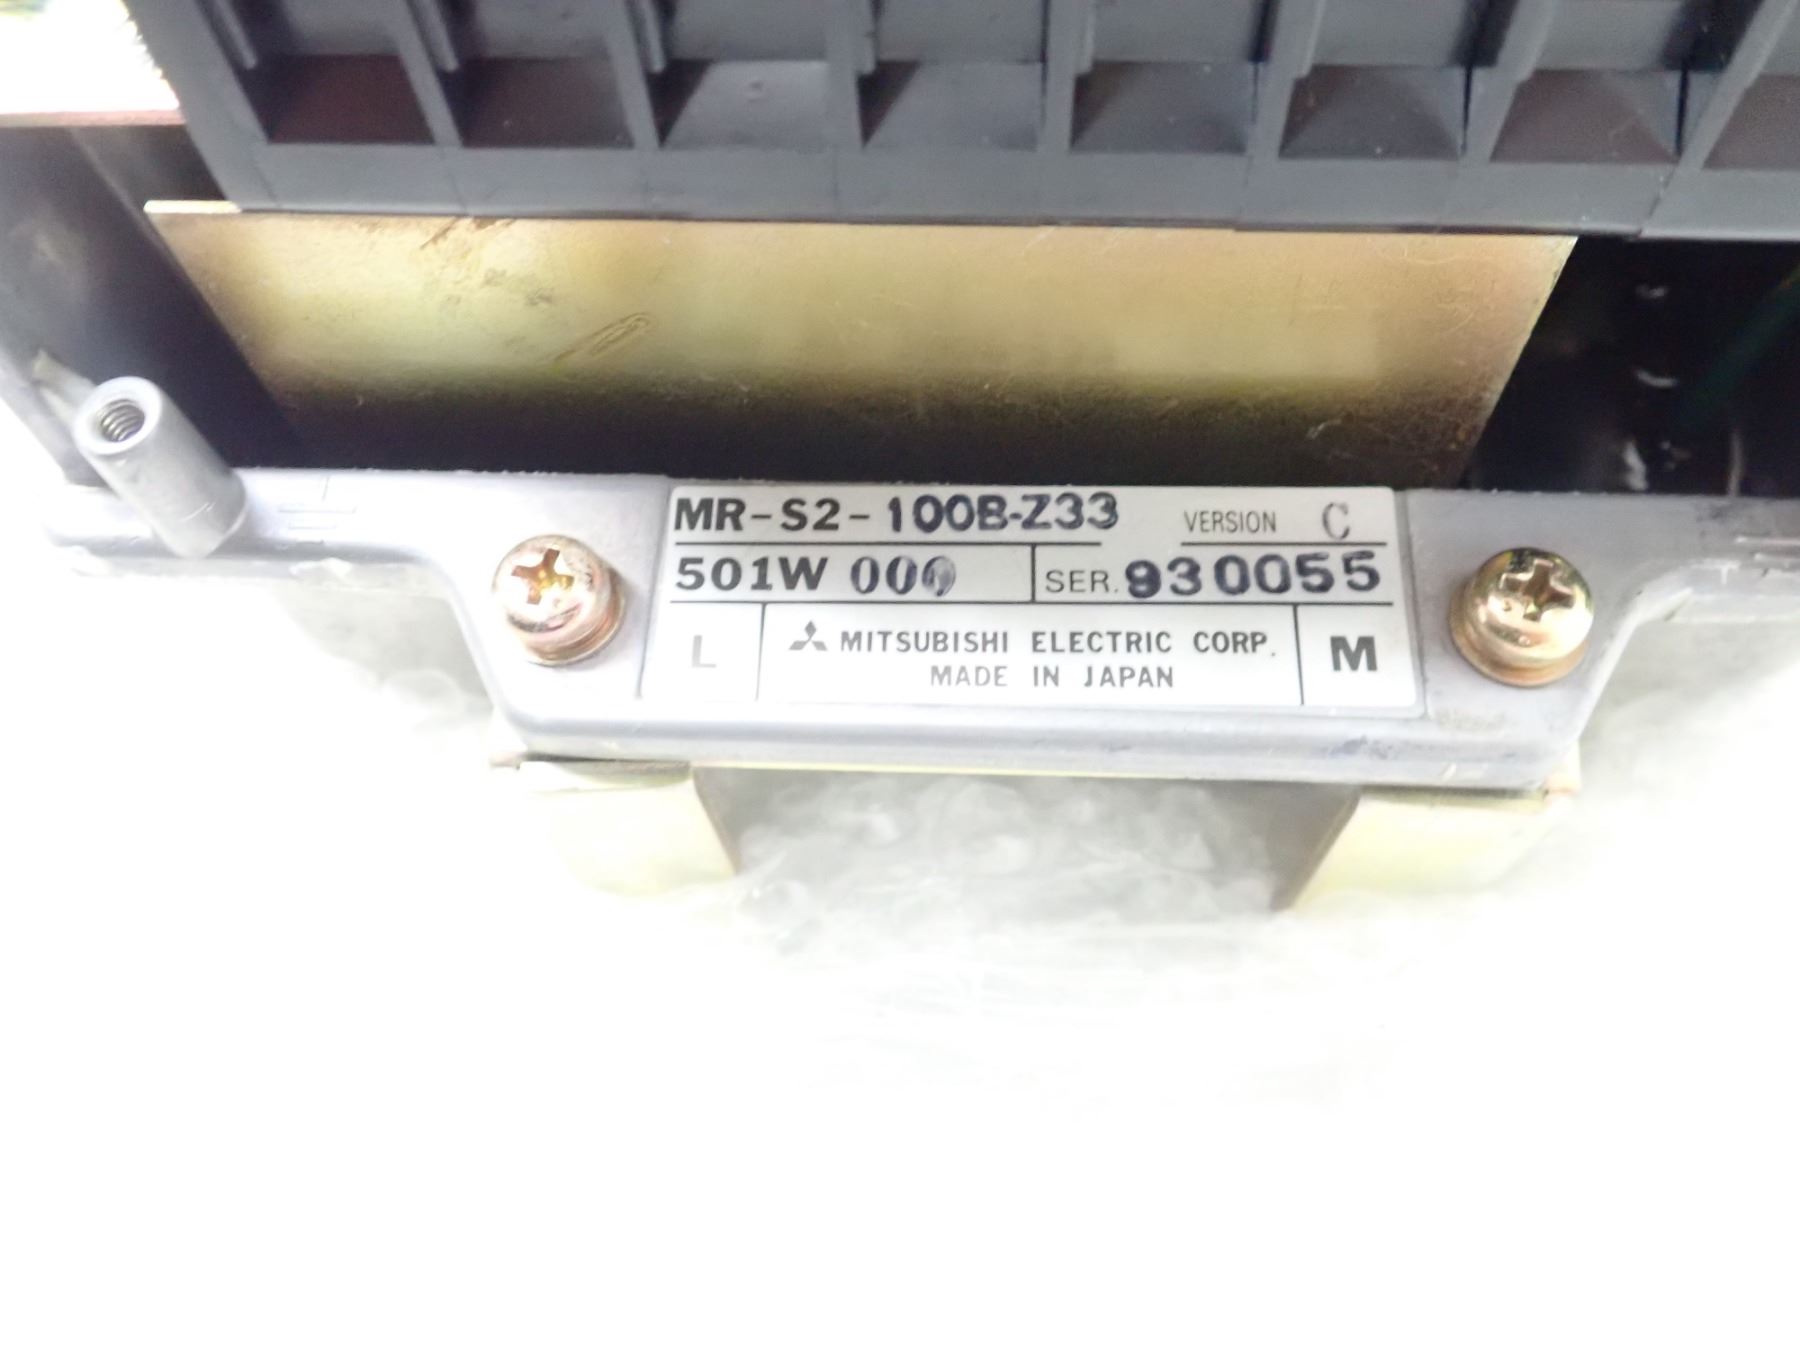 MR-S2-100B-Z33 VERSION C
501W 000 SER. 930055
L MITSUBISHI ELECTRIC CORP. M
MADE IN JAPAN